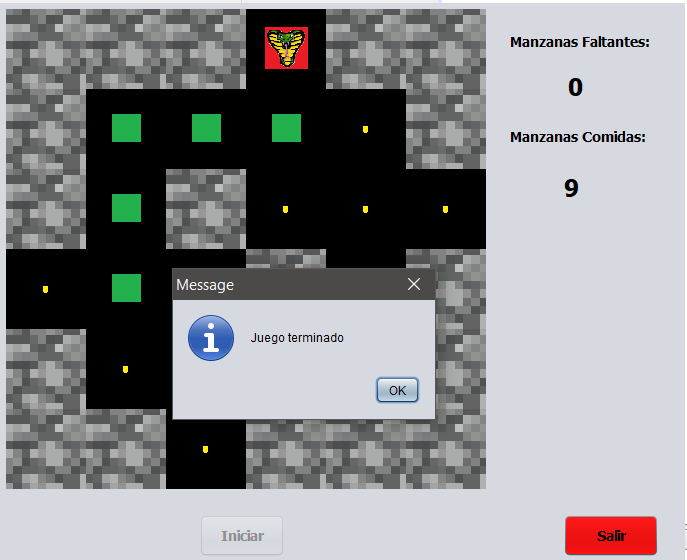 Manzanas Faltantes:
0
Manzanas Comidas:
9
Message
Juego terminado
OK
Iniciar
Salir